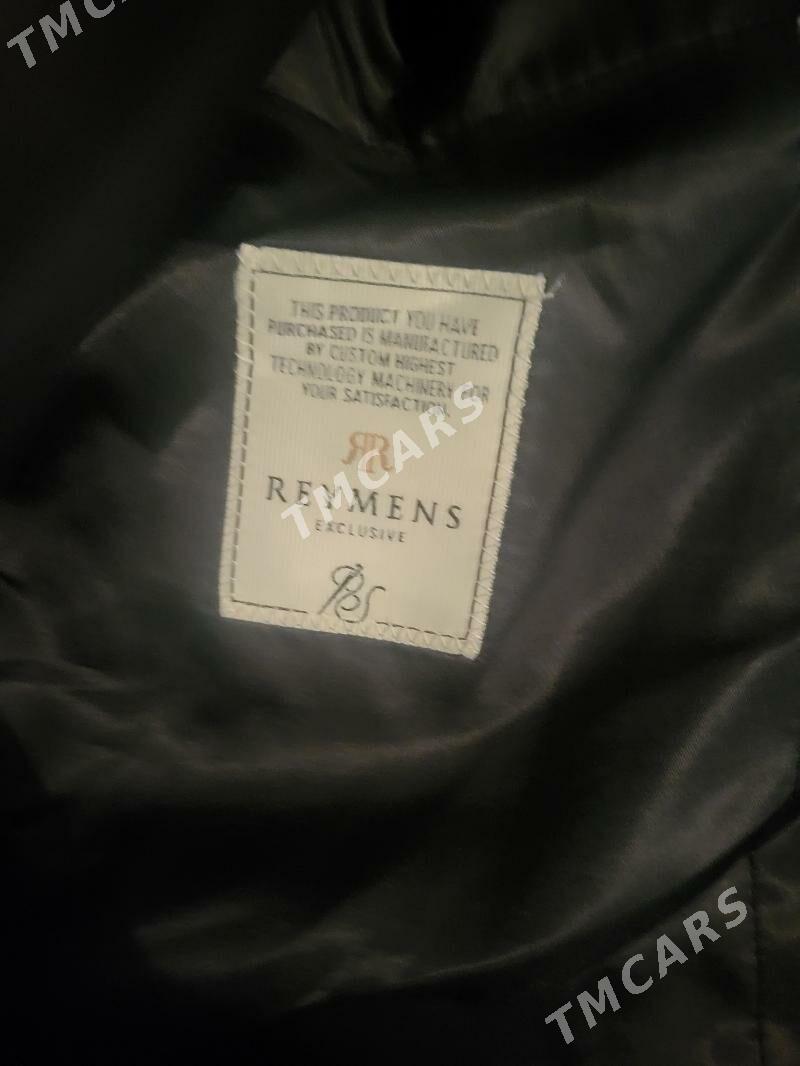 TMCARS
THIS PRODUCT YOU HAVE
PURCHASED IS MANUFACTURED
BY CUSTOM HIGHEST
TECHNOLOGY MACHINERY FOR
YOUR SATISFACTION.
RR
REYMENS
TMCARS
EXCLUSIVE
TMCARS